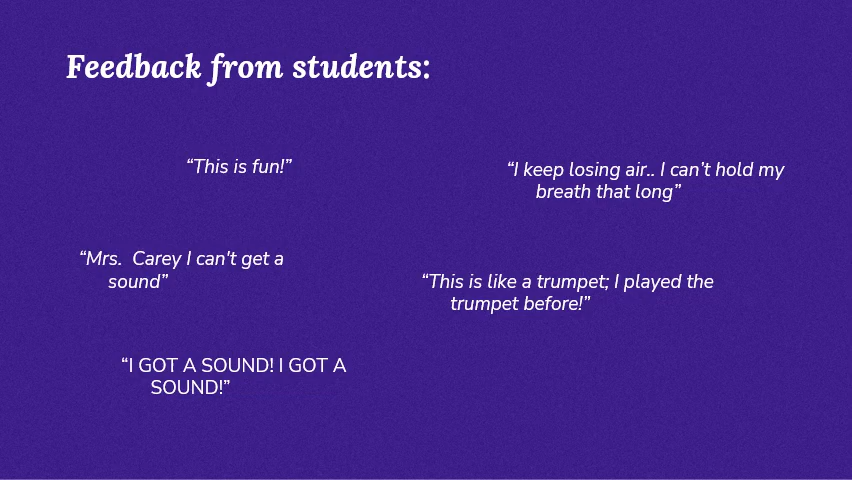 Feedback from students:
“This is fun!”
“I keep losing air.. I can’t hold my
breath that long”
“Mrs.  Carey I can't get a
sound”
“This is like a trumpet; I played the
trumpet before!”
“I GOT A SOUND! I GOT A
SOUND!”